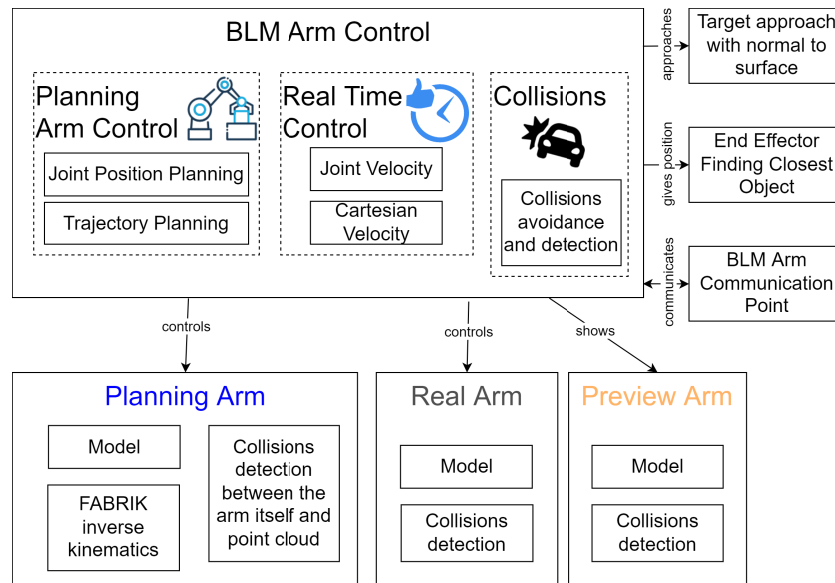 BLM Arm Control
Planning
Arm Control
Joint Position Planning
Trajectory Planning
Real Time
Control
Joint Velocity
Cartesian
Velocity
Collisions
Collisions
avoidance
and detection
approaches
Target approach
with normal to
surface
gives position
End Effector
Finding Closest
Object
communicates
BLM Arm
Communication
Point
controls
controls
shows
Planning Arm
Model
FABRIK
inverse
kinematics
Collisions
detection
between the
arm itself and
point cloud
Real Arm
Model
Collisions
detection
Preview Arm
Model
Collisions
detection